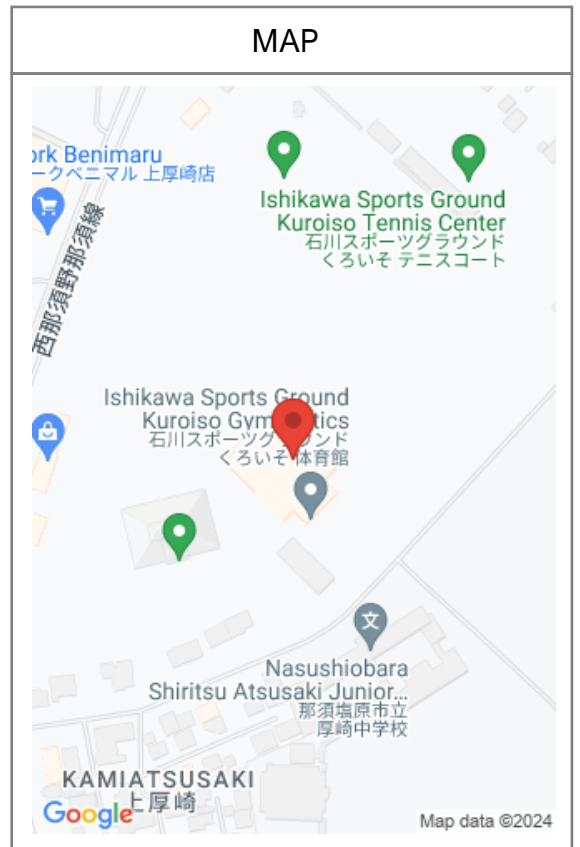 MAP
ork Benimaru
ークベニマル 上厚崎店
西那須野那須線
Ishikawa Sports Ground
Kuroiso Tennis Center
石川スポーツグラウンド
くろいそ テニスコート
Ishikawa Sports Ground
Kuroiso Gym tics
石川スポーツグ ウンド
くろいそ 体育館
文
Nasushiobara
Shiritsu Atsusaki Junior...
那須塩原市立
厚崎中学校
KAMIATSUSAKI
上厚崎
Google
Map data ©2024